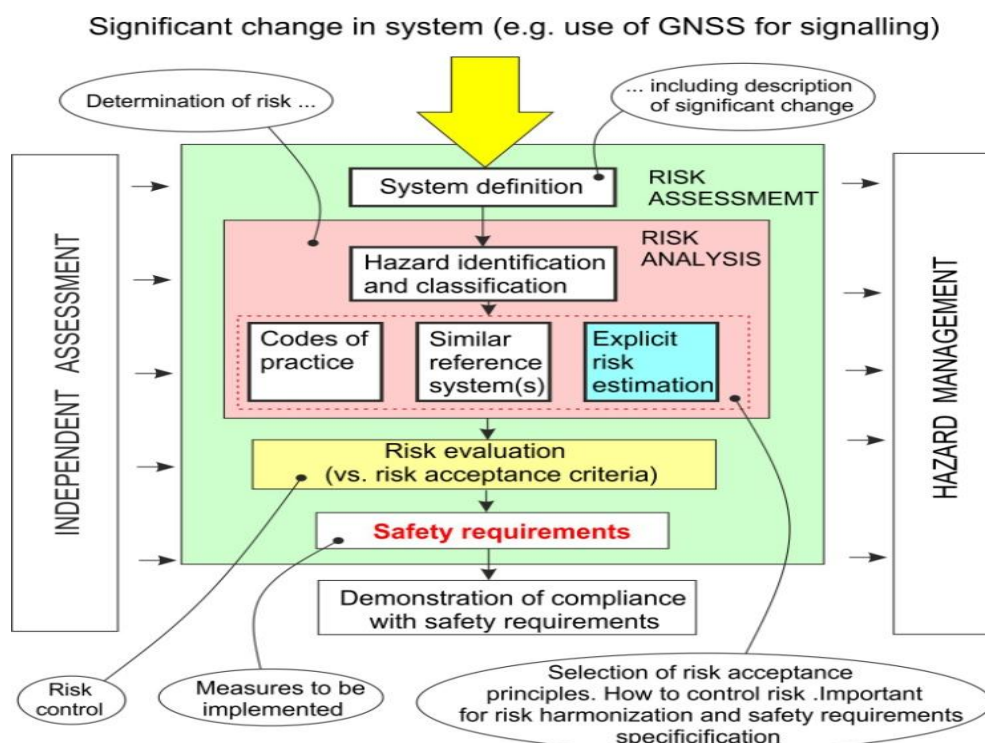 Significant change in system (e.g. use of GNSS for signalling)
Determination of risk ...
... including description
of significant change
System definition
RISK
ASSESSMEMT
RISK
ANALYSIS
Hazard identification
and classification
Codes of
practice
Similar
reference
system(s)
Explicit
risk
estimation
INDEPENDENT ASSESSMENT
HAZARD MANAGEMENT
Risk evaluation
(vs. risk acceptance criteria)
Safety requirements
Demonstration of compliance
with safety requirements
Risk
control
Measures to be
implemented
Selection of risk acceptance
principles. How to control risk .Important
for risk harmonization and safety requirements
specificification